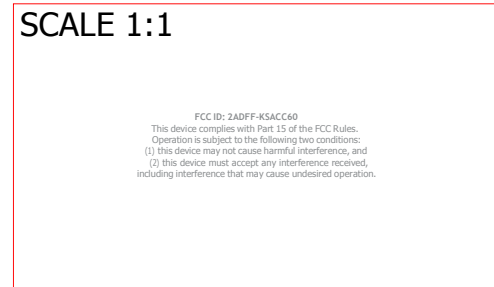 SCALE 1:1
FCC ID: 2ADFF-KSACC60
This device complies with Part 15 of the FCC Rules.
Operation is subject to the following two conditions:
(1) this device may not cause harmful interference, and
(2) this device must accept any interference received,
including interference that may cause undesired operation.